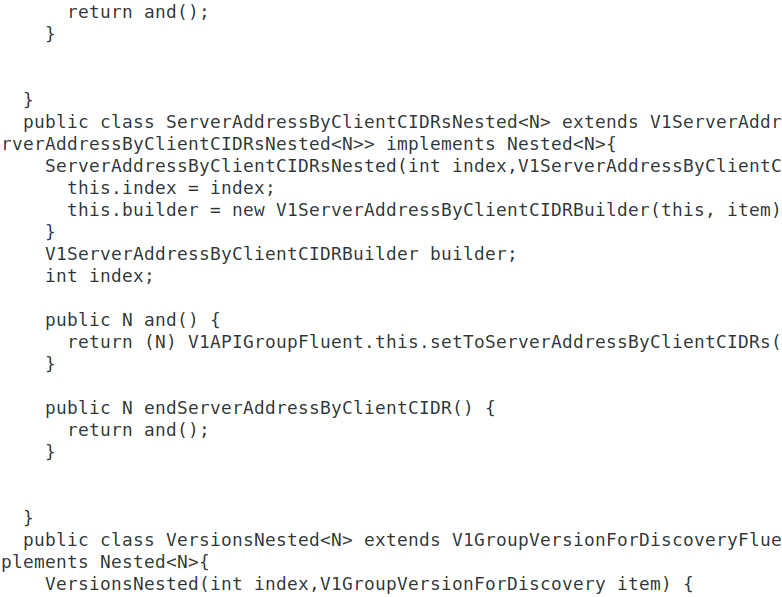 return and();
    }
  }
  public class ServerAddressByClientCIDRsNested<N> extends V1ServerAddr
rverAddressByClientCIDRsNested<N>> implements Nested<N>{
    ServerAddressByClientCIDRsNested(int index,V1ServerAddressByClientC
      this.index = index;
      this.builder = new V1ServerAddressByClientCIDRBuilder(this, item)
    }
    V1ServerAddressByClientCIDRBuilder builder;
    int index;
    public N and() {
      return (N) V1APIGroupFluent.this.setToServerAddressByClientCIDRs(
    }
    public N endServerAddressByClientCIDR() {
      return and();
    }
  }
  public class VersionsNested<N> extends V1GroupVersionForDiscoveryFlue
plements Nested<N>{
    VersionsNested(int index,V1GroupVersionForDiscovery item) {